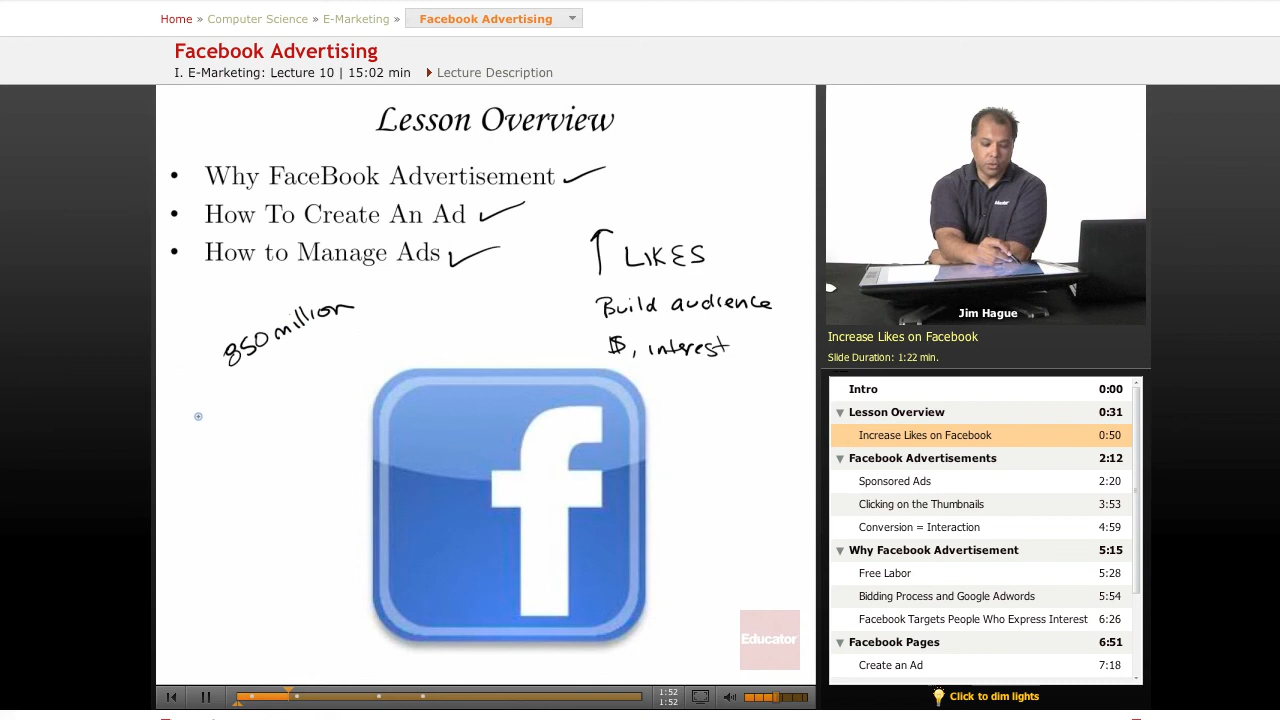 Home » Computer Science » E-Marketing » Facebook Advertising
Facebook Advertising
I. E-Marketing: Lecture 10 | 15:02 min Lecture Description
Lesson Overview
• Why FaceBook Advertisement
• How To Create An Ad
• How to Manage Ads
↑ LIKES
Build audience
$, interest
850 million
f
Educator
1:52
1:52
Jim Hague
Increase Likes on Facebook
Slide Duration: 1:22 min.
Intro 0:00
Lesson Overview 0:31
Increase Likes on Facebook 0:50
Facebook Advertisements 2:12
Sponsored Ads 2:20
Clicking on the Thumbnails 3:53
Conversion = Interaction 4:59
Why Facebook Advertisement 5:15
Free Labor 5:28
Bidding Process and Google Adwords 5:54
Facebook Targets People Who Express Interest 6:26
Facebook Pages 6:51
Create an Ad 7:18
Click to dim lights